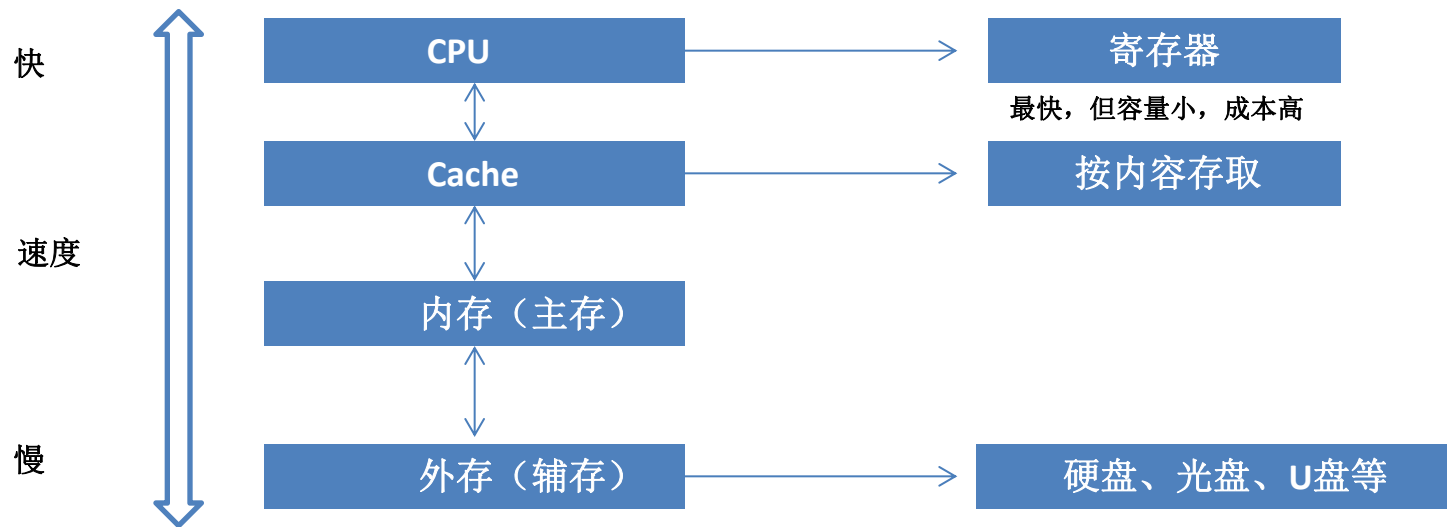 快
CPU
寄存器
最快，但容量小，成本高
Cache
按内容存取
速度
内存（主存）
慢
外存（辅存）
硬盘、光盘、U盘等